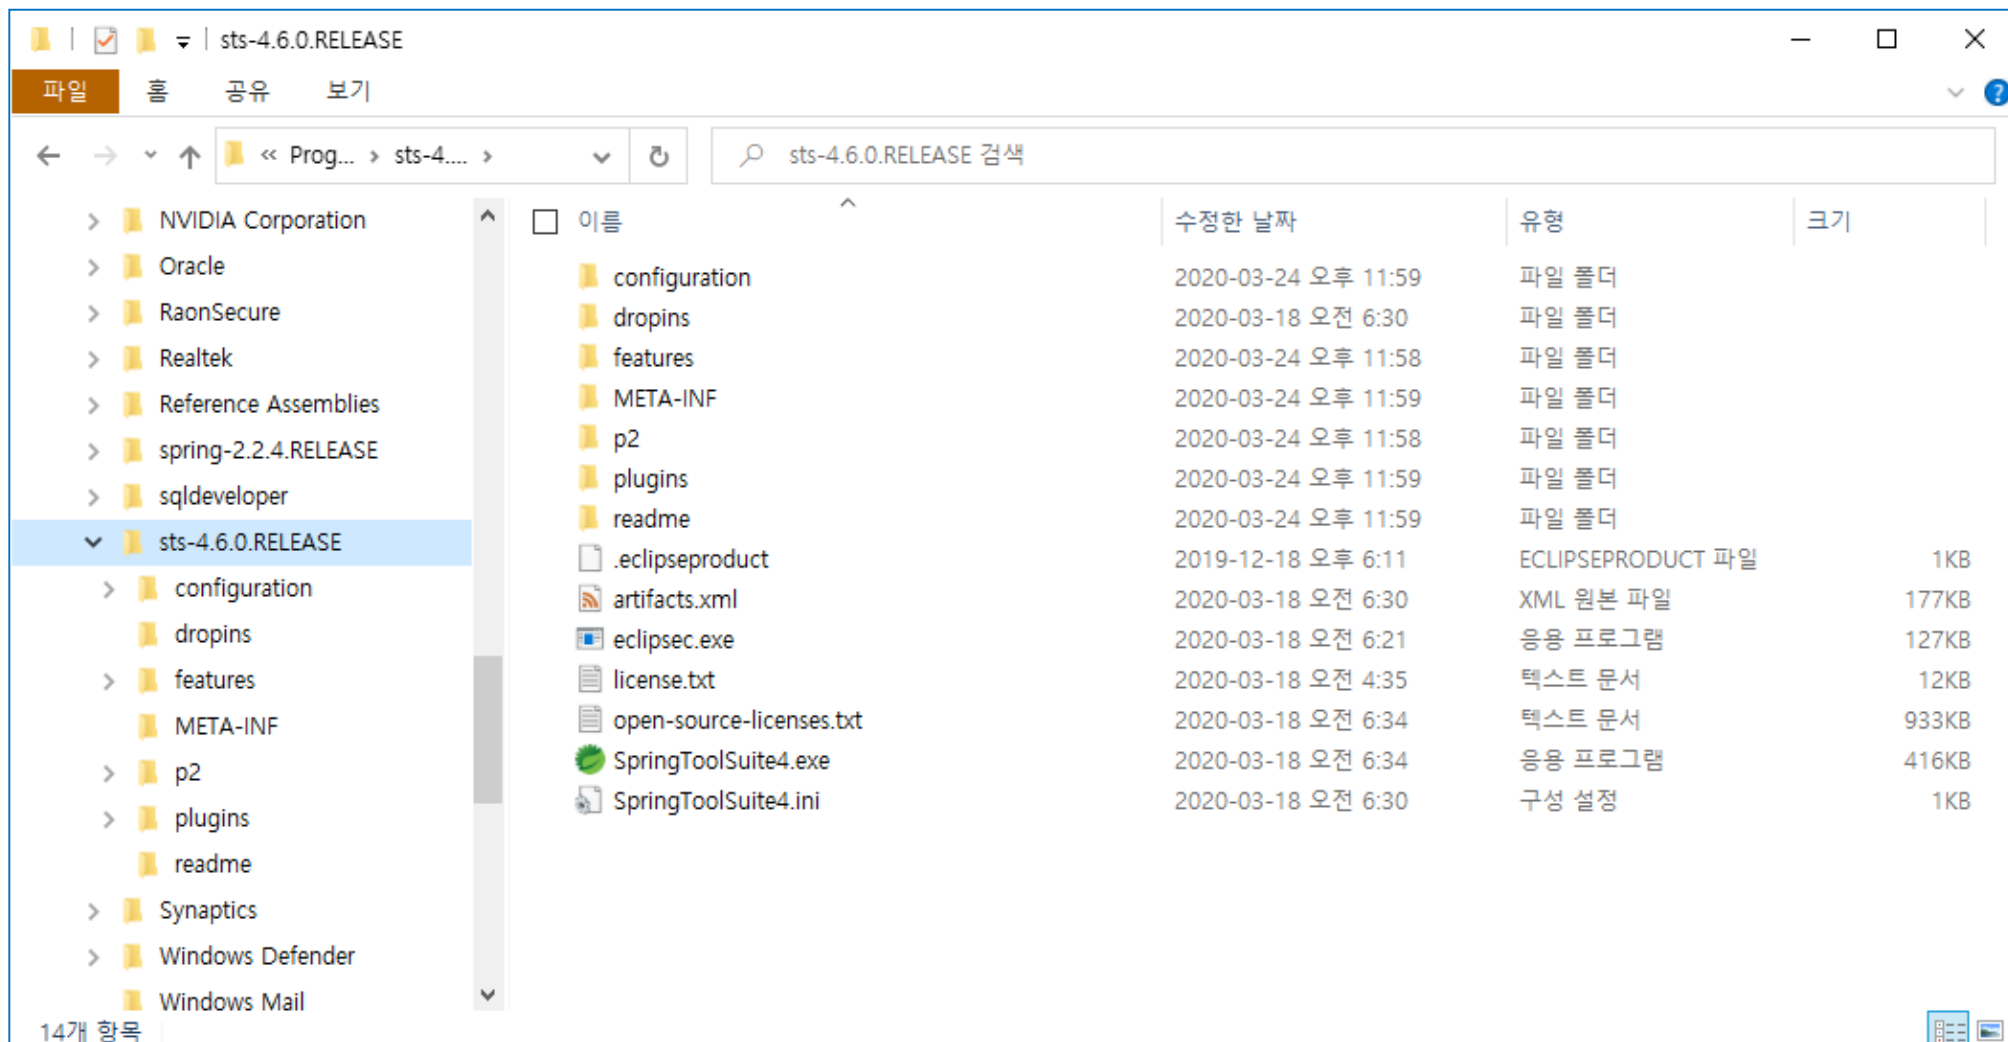 sts-4.6.0.RELEASE
파일 홈 공유 보기
« Prog... › sts-4.... › sts-4.6.0.RELEASE 검색
NVIDIA Corporation
Oracle
RaonSecure
Realtek
Reference Assemblies
spring-2.2.4.RELEASE
sqldeveloper
sts-4.6.0.RELEASE
configuration
dropins
features
META-INF
p2
plugins
readme
Synaptics
Windows Defender
Windows Mail
이름 수정한 날짜 유형 크기
configuration 2020-03-24 오후 11:59 파일 폴더
dropins 2020-03-18 오전 6:30 파일 폴더
features 2020-03-24 오후 11:58 파일 폴더
META-INF 2020-03-24 오후 11:59 파일 폴더
p2 2020-03-24 오후 11:58 파일 폴더
plugins 2020-03-24 오후 11:59 파일 폴더
readme 2020-03-24 오후 11:59 파일 폴더
.eclipseproduct 2019-12-18 오후 6:11 ECLIPSEPRODUCT 파일 1KB
artifacts.xml 2020-03-18 오전 6:30 XML 원본 파일 177KB
eclipsec.exe 2020-03-18 오전 6:21 응용 프로그램 127KB
license.txt 2020-03-18 오전 4:35 텍스트 문서 12KB
open-source-licenses.txt 2020-03-18 오전 6:34 텍스트 문서 933KB
SpringToolSuite4.exe 2020-03-18 오전 6:34 응용 프로그램 416KB
SpringToolSuite4.ini 2020-03-18 오전 6:30 구성 설정 1KB
14개 항목